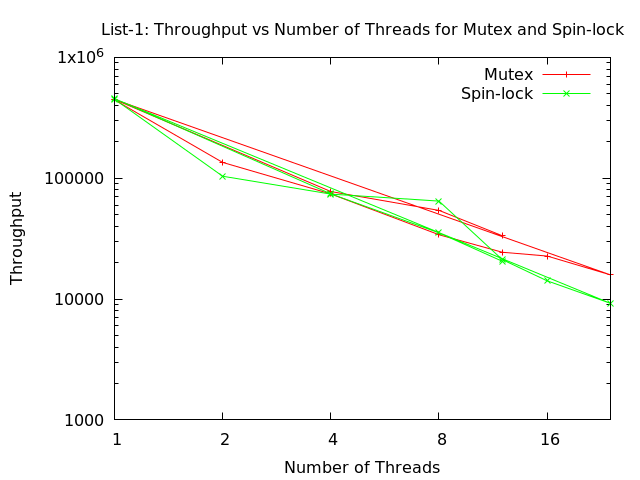 List-1: Throughput vs Number of Threads for Mutex and Spin-lock
1x10^6
Mutex
Spin-lock
100000
Throughput
10000
1000
1 2 4 8 16
Number of Threads